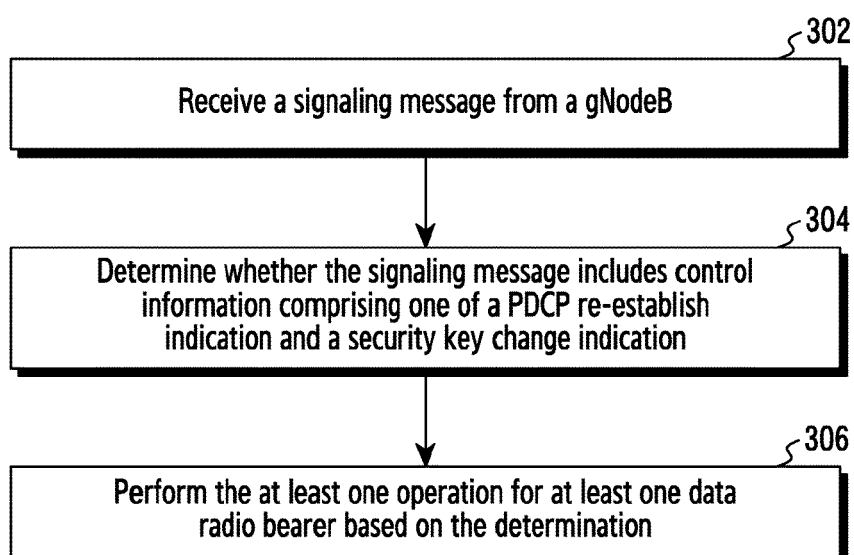 302
Receive a signaling message from a gNodeB
304
Determine whether the signaling message includes control
information comprising one of a PDCP re-establish
indication and a security key change indication
306
Perform the at least one operation for at least one data
radio bearer based on the determination